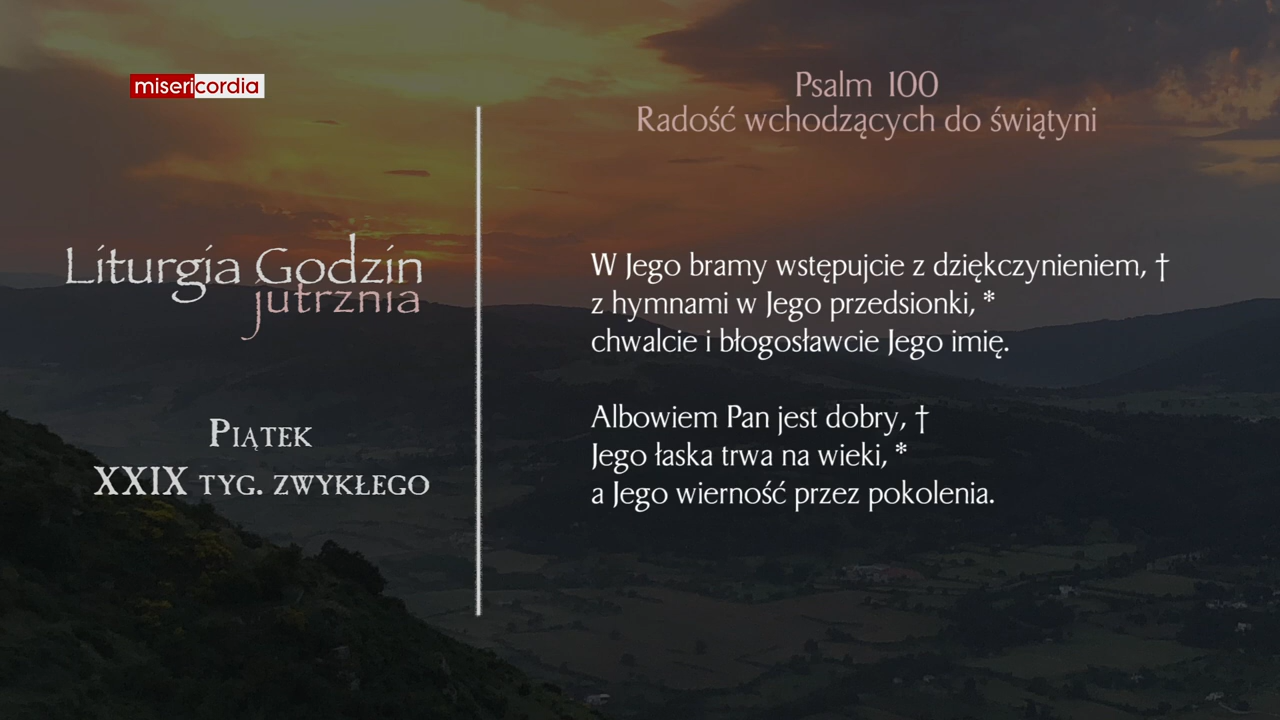 misericordia
Liturgia Godzin
jutrznia
Piątek
XXIX tyg. zwykłego
Psalm 100
Radość wchodzących do świątyni
W Jego bramy wstępujcie z dziękczynieniem, †
z hymnami w Jego przedsionki, *
chwalcie i błogosławcie Jego imię.
Albowiem Pan jest dobry, †
Jego łaska trwa na wieki, *
a Jego wierność przez pokolenia.